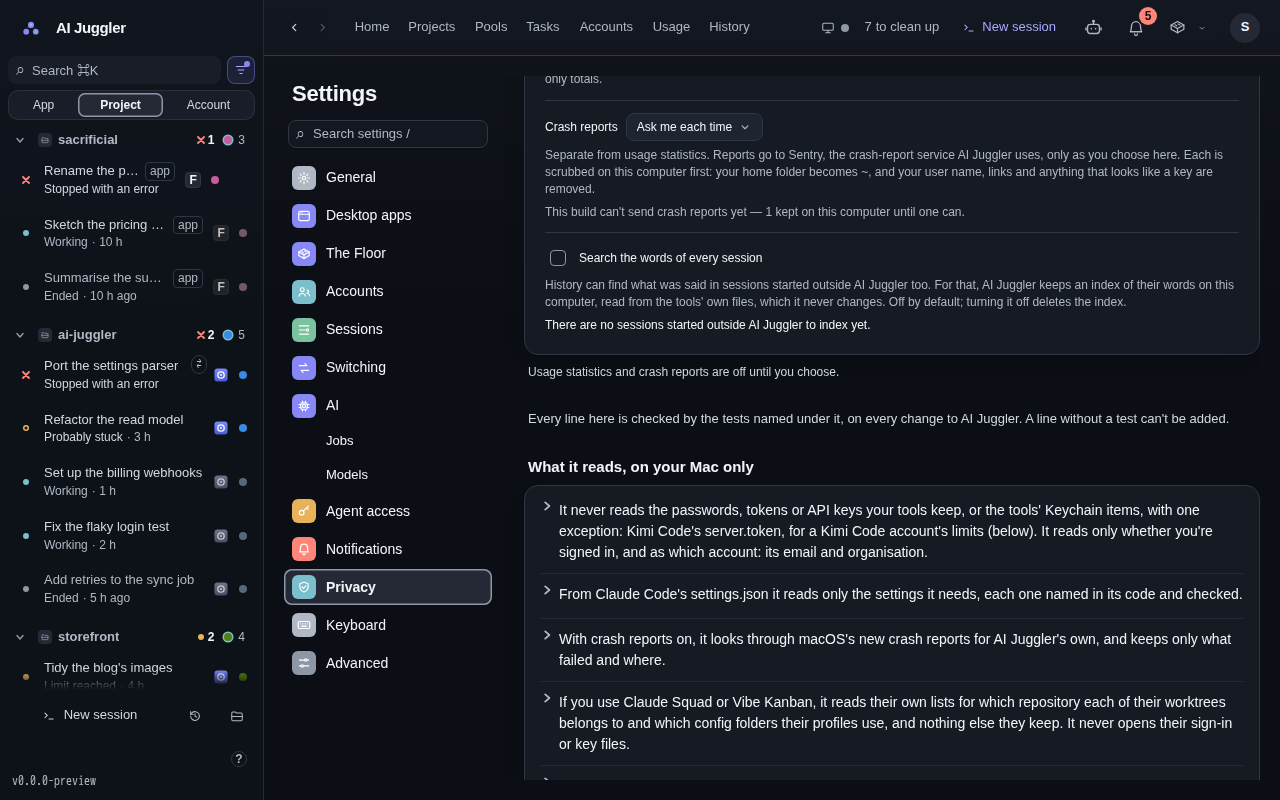 AI Juggler
Search ⌘K
App
Project
Account
sacrificial
1
3
Rename the p…
app
F
Stopped with an error
Sketch the pricing …
app
F
Working · 10 h
Summarise the su…
app
F
Ended · 10 h ago
ai-juggler
2
5
Port the settings parser
Stopped with an error
Refactor the read model
Probably stuck · 3 h
Set up the billing webhooks
Working · 1 h
Fix the flaky login test
Working · 2 h
Add retries to the sync job
Ended · 5 h ago
storefront
2
4
Tidy the blog's images
Limit reached · 4 h
New session
?
v0.0.0-preview
Home
Projects
Pools
Tasks
Accounts
Usage
History
7 to clean up
New session
5
S
Settings
Search settings /
General
Desktop apps
The Floor
Accounts
Sessions
Switching
AI
Jobs
Models
Agent access
Notifications
Privacy
Keyboard
Advanced
only totals.
Crash reports
Ask me each time
Separate from usage statistics. Reports go to Sentry, the crash-report service AI Juggler uses, only as you choose here. Each is
scrubbed on this computer first: your home folder becomes ~, and your user name, links and anything that looks like a key are
removed.
This build can't send crash reports yet — 1 kept on this computer until one can.
Search the words of every session
History can find what was said in sessions started outside AI Juggler too. For that, AI Juggler keeps an index of their words on this
computer, read from the tools' own files, which it never changes. Off by default; turning it off deletes the index.
There are no sessions started outside AI Juggler to index yet.
Usage statistics and crash reports are off until you choose.
Every line here is checked by the tests named under it, on every change to AI Juggler. A line without a test can't be added.
What it reads, on your Mac only
It never reads the passwords, tokens or API keys your tools keep, or the tools' Keychain items, with one
exception: Kimi Code's server.token, for a Kimi Code account's limits (below). It reads only whether you're
signed in, and as which account: its email and organisation.
From Claude Code's settings.json it reads only the settings it needs, each one named in its code and checked.
With crash reports on, it looks through macOS's new crash reports for AI Juggler's own, and keeps only what
failed and where.
If you use Claude Squad or Vibe Kanban, it reads their own lists for which repository each of their worktrees
belongs to and which config folders their profiles use, and nothing else they keep. It never opens their sign-in
or key files.